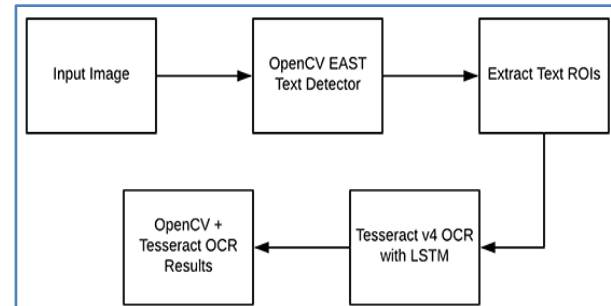 Input Image
OpenCV EAST
Text Detector
Extract Text ROIs
Tesseract v4 OCR
with LSTM
OpenCV +
Tesseract OCR
Results